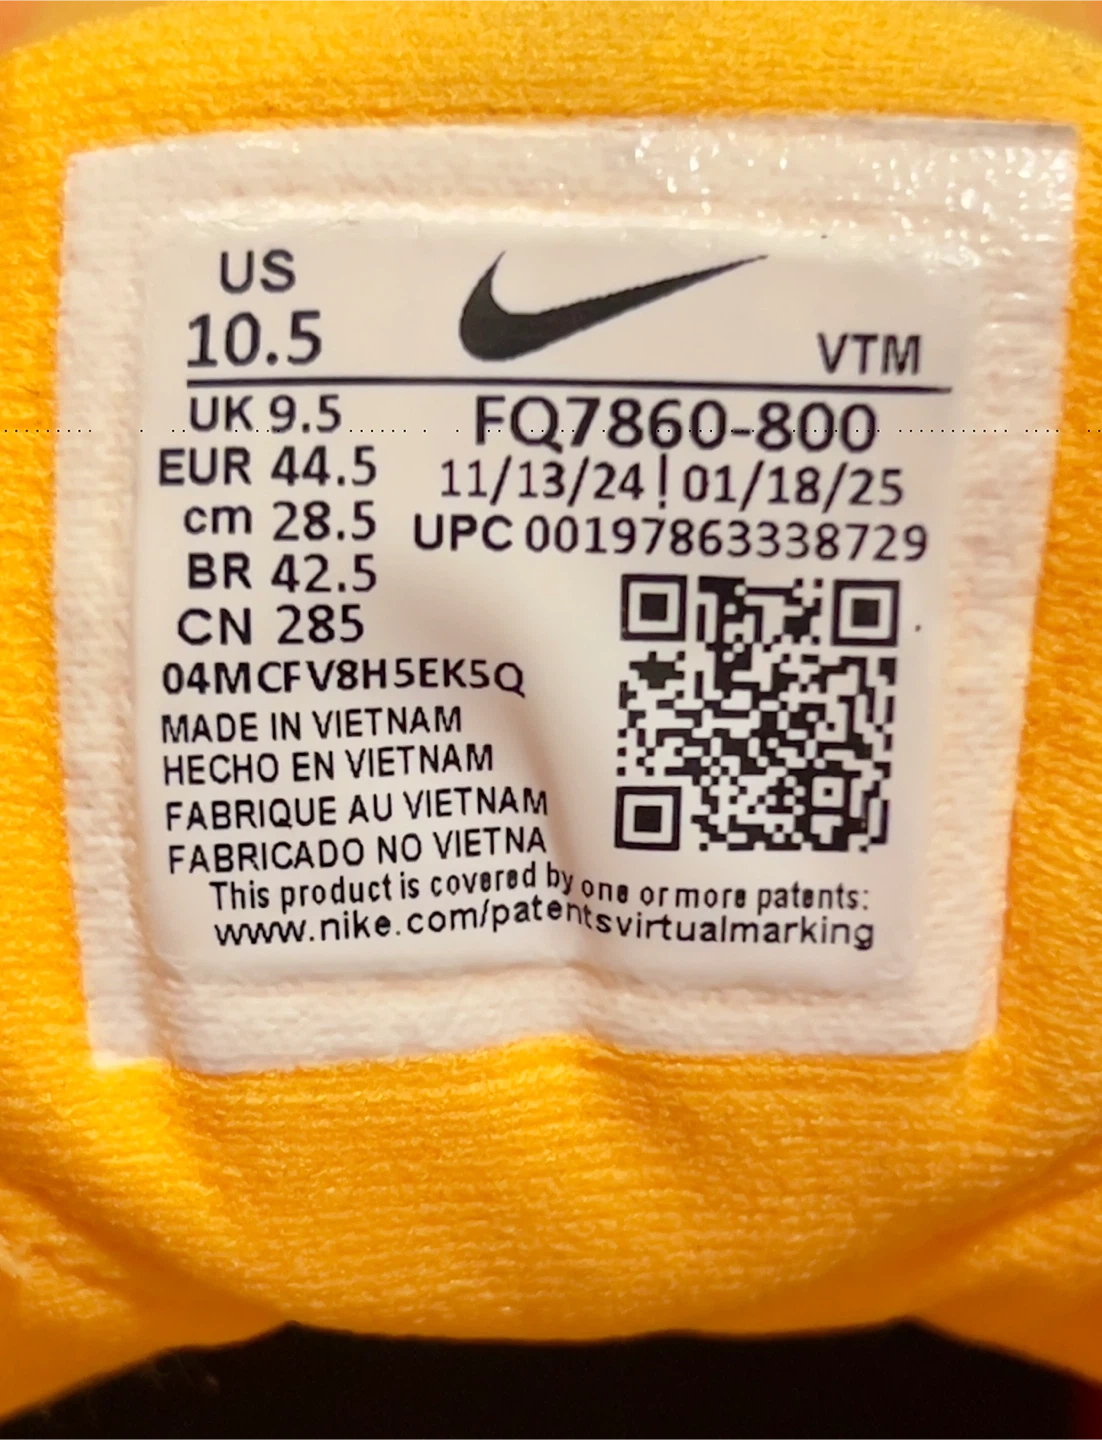 US
10.5
VTM
UK 9.5
EUR 44.5
cm 28.5
BR 42.5
CN 285
FQ7860-800
11/13/24 | 01/18/25
UPC 00197863338729
04MCFV8H5EK5Q
MADE IN VIETNAM
HECHO EN VIETNAM
FABRIQUE AU VIETNAM
FABRICADO NO VIETNA
This product is covered by one or more patents:
www.nike.com/patentsvirtualmarking